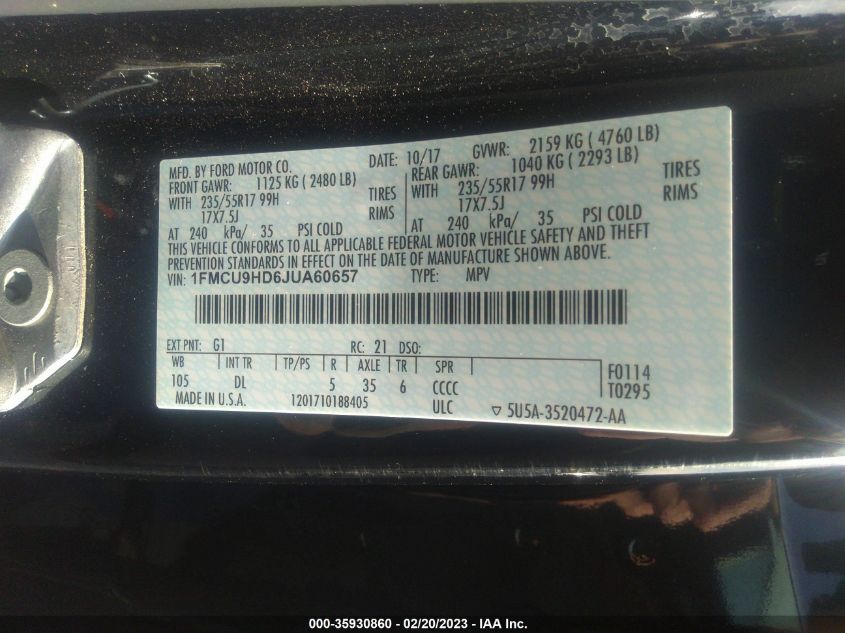 MFD. BY FORD MOTOR CO. DATE: 10/17 GVWR: 2159 KG ( 4760 LB)
FRONT GAWR: 1125 KG ( 2480 LB)
WITH 235/55R17 99H TIRES
17X7.5J RIMS
AT 240 kPa/ 35 PSI COLD
REAR GAWR: 1040 KG ( 2293 LB)
WITH 235/55R17 99H TIRES
17X7.5J RIMS
AT 240 kPa/ 35 PSI COLD
THIS VEHICLE CONFORMS TO ALL APPLICABLE FEDERAL MOTOR VEHICLE SAFETY AND THEFT
PREVENTION STANDARDS IN EFFECT ON THE DATE OF MANUFACTURE SHOWN ABOVE.
VIN: 1FMCU9HD6JUA60657 TYPE: MPV
EXT PNT: G1 RC: 21 DSO:
WB INT TR TP/PS R AXLE TR SPR
105 DL 5 35 6 CCCC
F0114
T0295
MADE IN U.S.A. 1201710188405 ULC ▽ 5U5A-3520472-AA
000-35930860 - 02/20/2023 - IAA Inc.